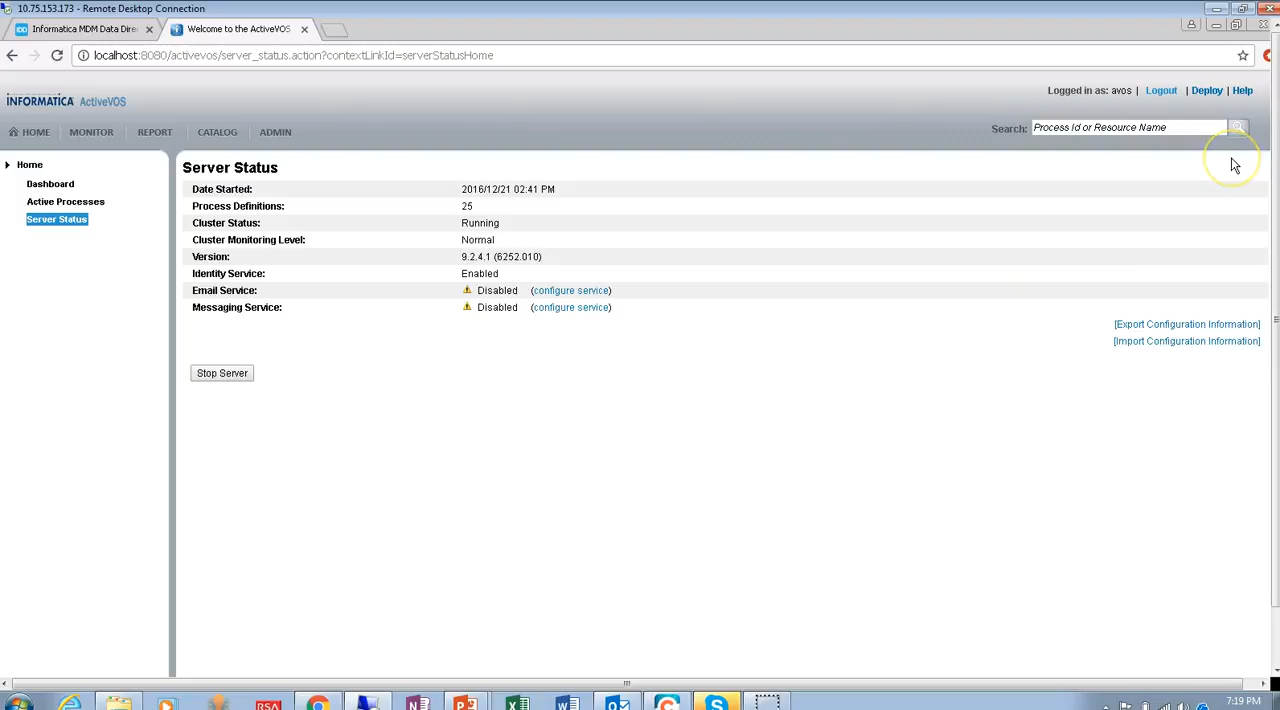 10.75.153.173 - Remote Desktop Connection
Informatica MDM Data Dire
Welcome to the ActiveVOS
localhost:8080/activevos/server_status.action?contextLinkId=serverStatusHome
INFORMATICA ActiveVOS
Logged in as: avos | Logout | Deploy | Help
HOME MONITOR REPORT CATALOG ADMIN
Search: Process Id or Resource Name
Home
Dashboard
Active Processes
Server Status
Server Status
Date Started: 2016/12/21 02:41 PM
Process Definitions: 25
Cluster Status: Running
Cluster Monitoring Level: Normal
Version: 9.2.4.1 (6252.010)
Identity Service: Enabled
Email Service: Disabled (configure service)
Messaging Service: Disabled (configure service)
[Export Configuration Information]
[Import Configuration Information]
Stop Server
RSA
7:19 PM